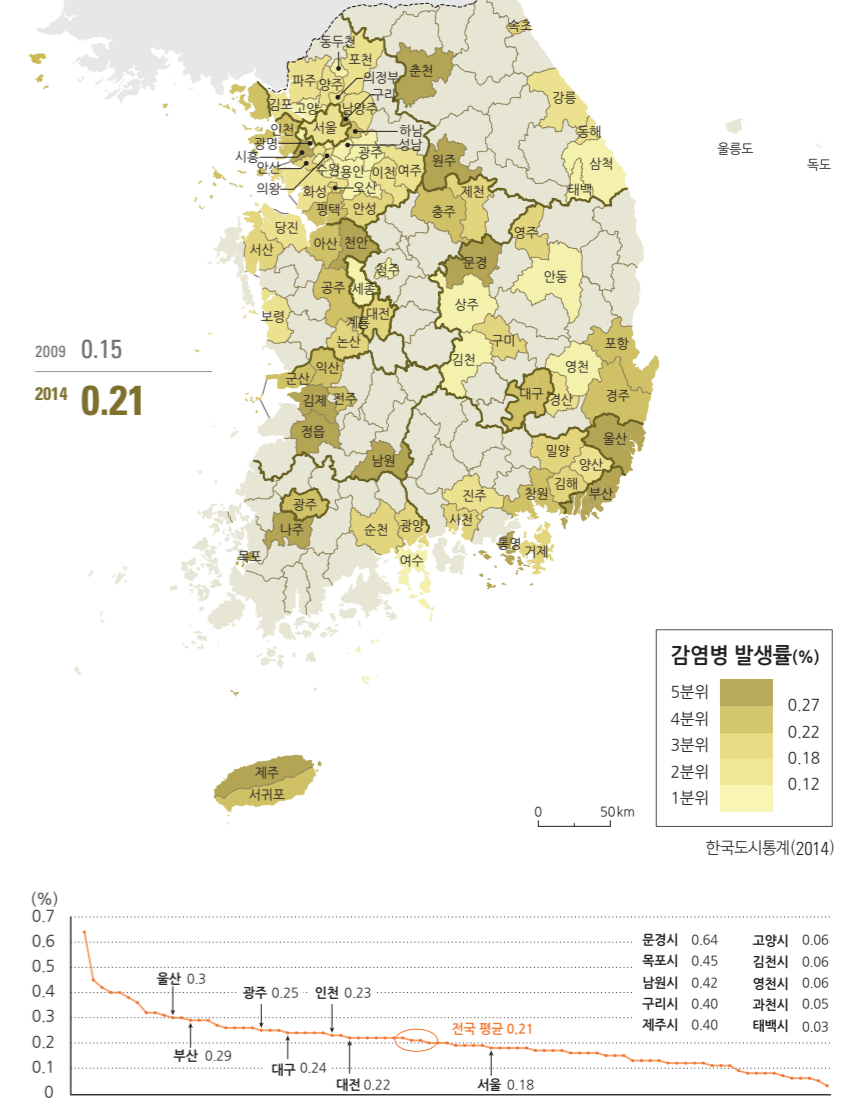 속초
동두천
포천
춘천
파주
양주
의정부
구리
강릉
김포
고양
남양주
울릉도
인천
서울
하남
동해
광명
성남
독도
시흥
광주
원주
삼척
안산
수원
용인
이천
여주
의왕
화성
오산
제천
태백
평택
안성
충주
당진
영주
서산
아산
천안
문경
청주
안동
공주
세종
상주
보령
계룡
대전
논산
구미
포항
2009 0.15
김천
영천
익산
군산
2014 0.21
김제
전주
대구
경산
경주
정읍
울산
남원
밀양
양산
김해
진주
창원
부산
광주
나주
순천
광양
사천
통영
거제
목포
여수
감염병 발생률(%)
5분위
0.27
4분위
0.22
3분위
0.18
2분위
0.12
1분위
제주
서귀포
0 50km
한국도시통계(2014)
(%)
0.7
0.6
0.5
0.4
0.3
0.2
0.1
0
울산 0.3
부산 0.29
광주 0.25
대구 0.24
인천 0.23
대전 0.22
전국 평균 0.21
서울 0.18
문경시 0.64 고양시 0.06
목포시 0.45 김천시 0.06
남원시 0.42 영천시 0.06
구리시 0.40 과천시 0.05
제주시 0.40 태백시 0.03